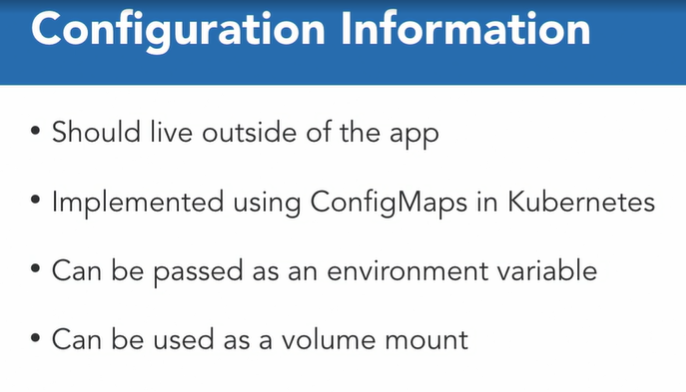 Configuration Information
• Should live outside of the app
• Implemented using ConfigMaps in Kubernetes
• Can be passed as an environment variable
• Can be used as a volume mount